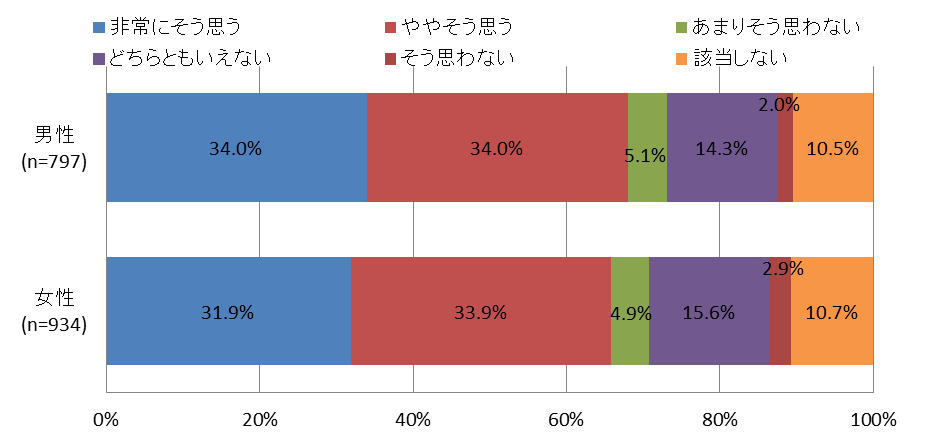 非常にそう思う ややそう思う あまりそう思わない
どちらともいえない そう思わない 該当しない
男性
(n=797)
34.0% 34.0% 5.1% 14.3% 2.0% 10.5%
女性
(n=934)
31.9% 33.9% 4.9% 15.6% 2.9% 10.7%
0% 20% 40% 60% 80% 100%